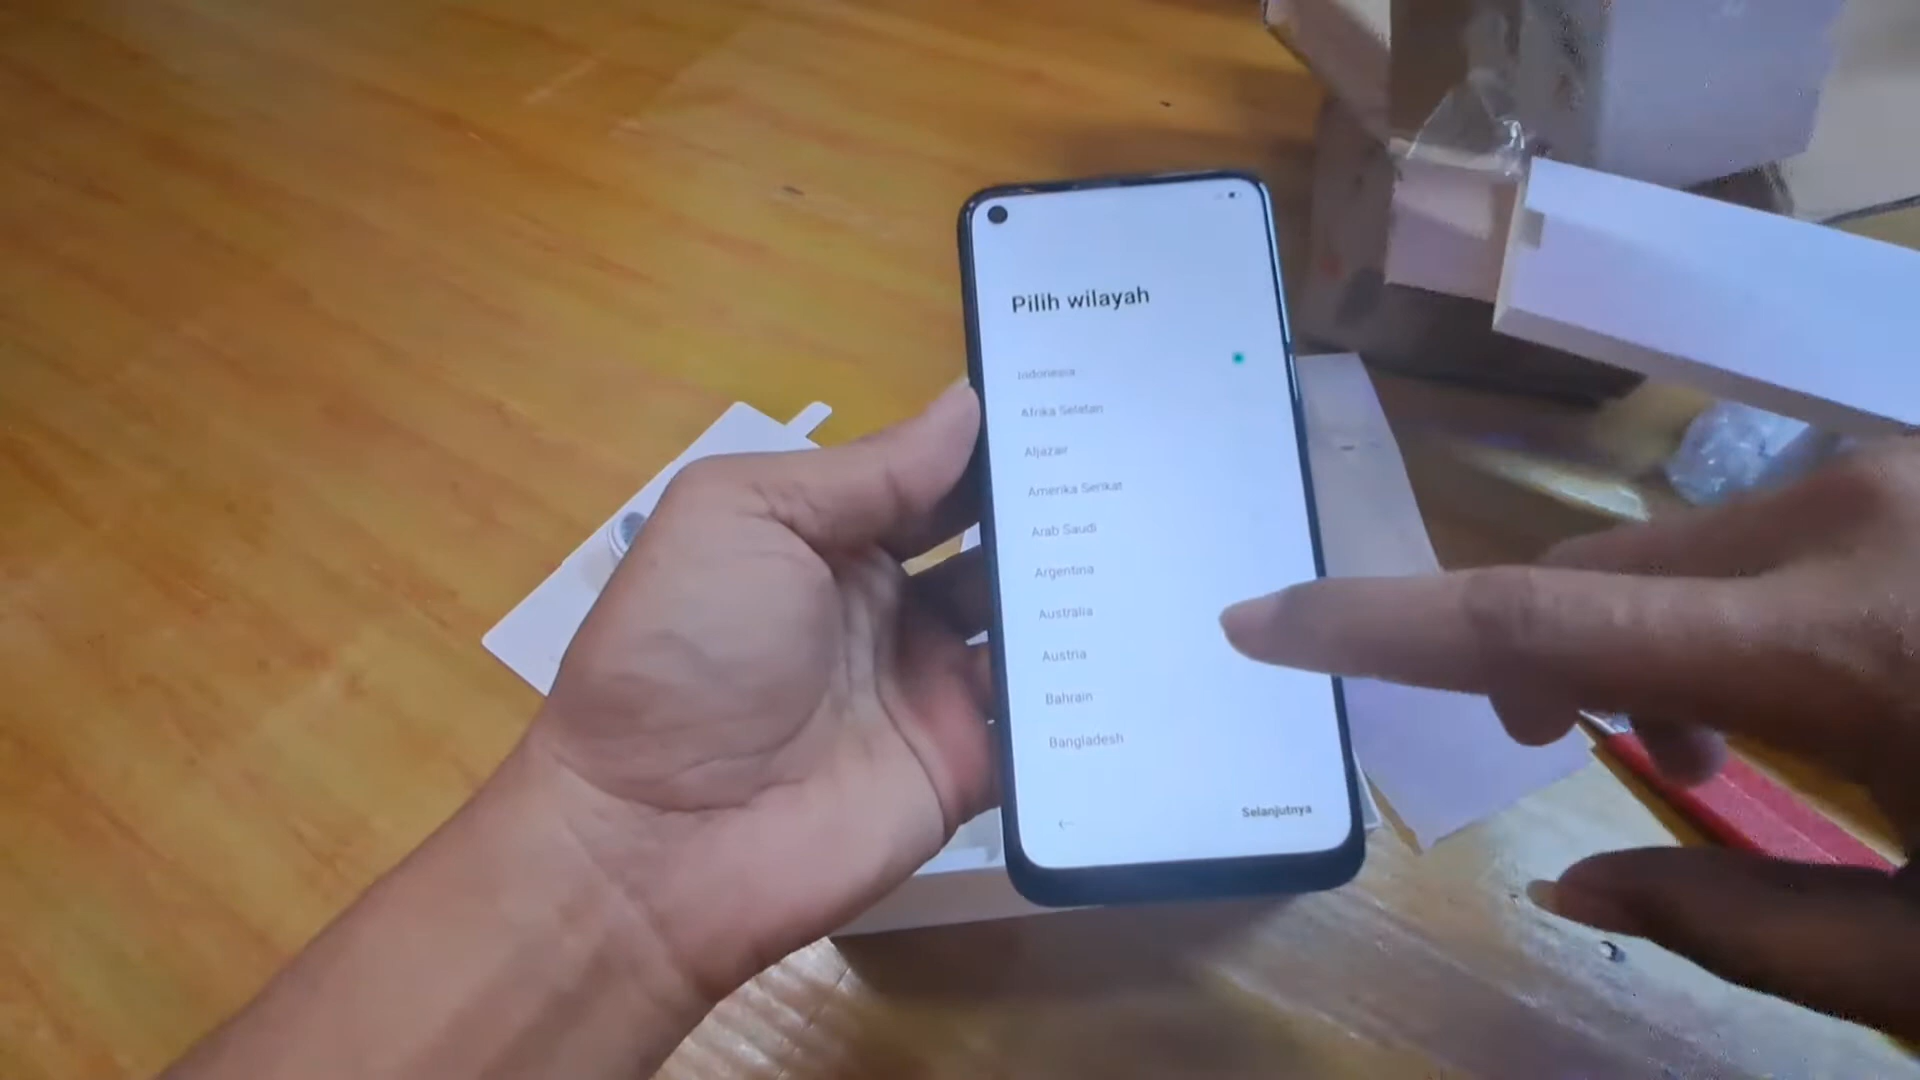 Pilih wilayah
Indonesia
Afrika Selatan
Aljazair
Amerika Serikat
Arab Saudi
Argentina
Australia
Austria
Bahrain
Bangladesh
Selanjutnya